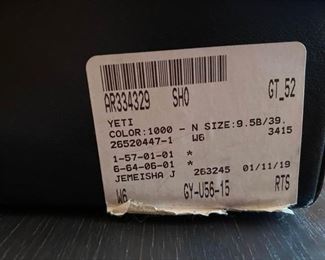 AR334329 SHO GT_52
YETI
COLOR:1000 - N SIZE:9.5B/39.
26520447-1 W6 3415
1-57-01-01 *
6-64-06-01 * 263245 01/11/19
JEMEISHA J
W6 GY-U56-15 RTS